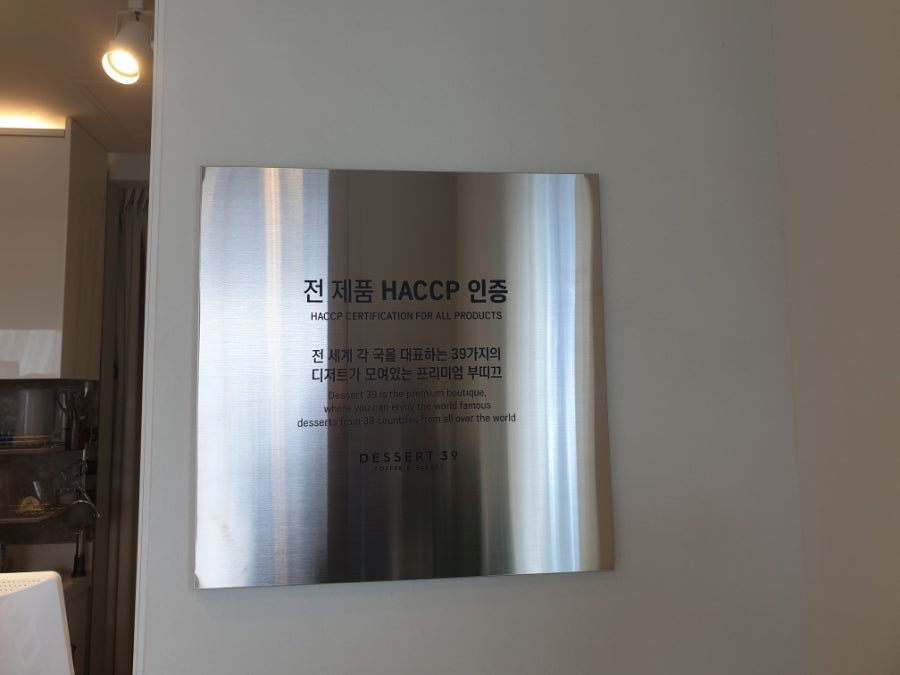 전 제품 HACCP 인증
HACCP CERTIFICATION FOR ALL PRODUCTS
전 세계 각 국을 대표하는 39가지의
디저트가 모여있는 프리미엄 부띠끄
Dessert 39 is the premium boutique,
where you can enjoy the world famous
desserts from 39 countries from all over the world
DESSERT 39
COFFEE & BAKERY